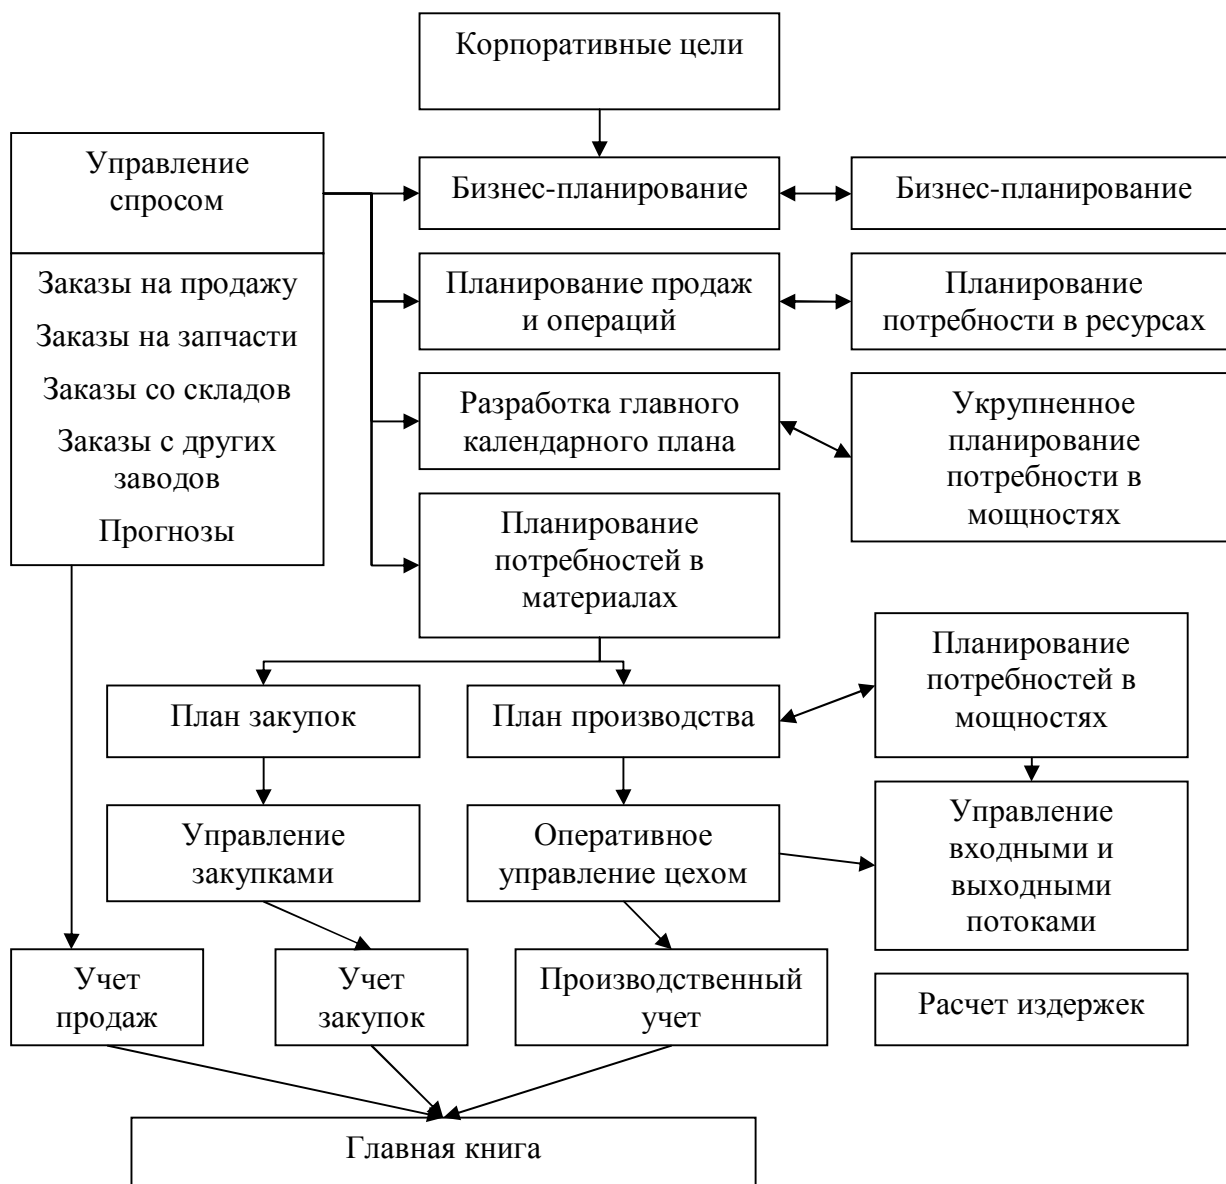 Корпоративные цели
Управление
спросом
Бизнес-планирование
Бизнес-планирование
Заказы на продажу
Заказы на запчасти
Заказы со складов
Заказы с других
заводов
Прогнозы
Планирование продаж
и операций
Планирование
потребности в ресурсах
Разработка главного
календарного плана
Укрупненное
планирование
потребности в
мощностях
Планирование
потребностей в
материалах
План закупок
План производства
Планирование
потребностей в
мощностях
Управление
закупками
Оперативное
управление цехом
Управление
входными и
выходными
потоками
Учет
продаж
Учет
закупок
Производственный
учет
Расчет издержек
Главная книга